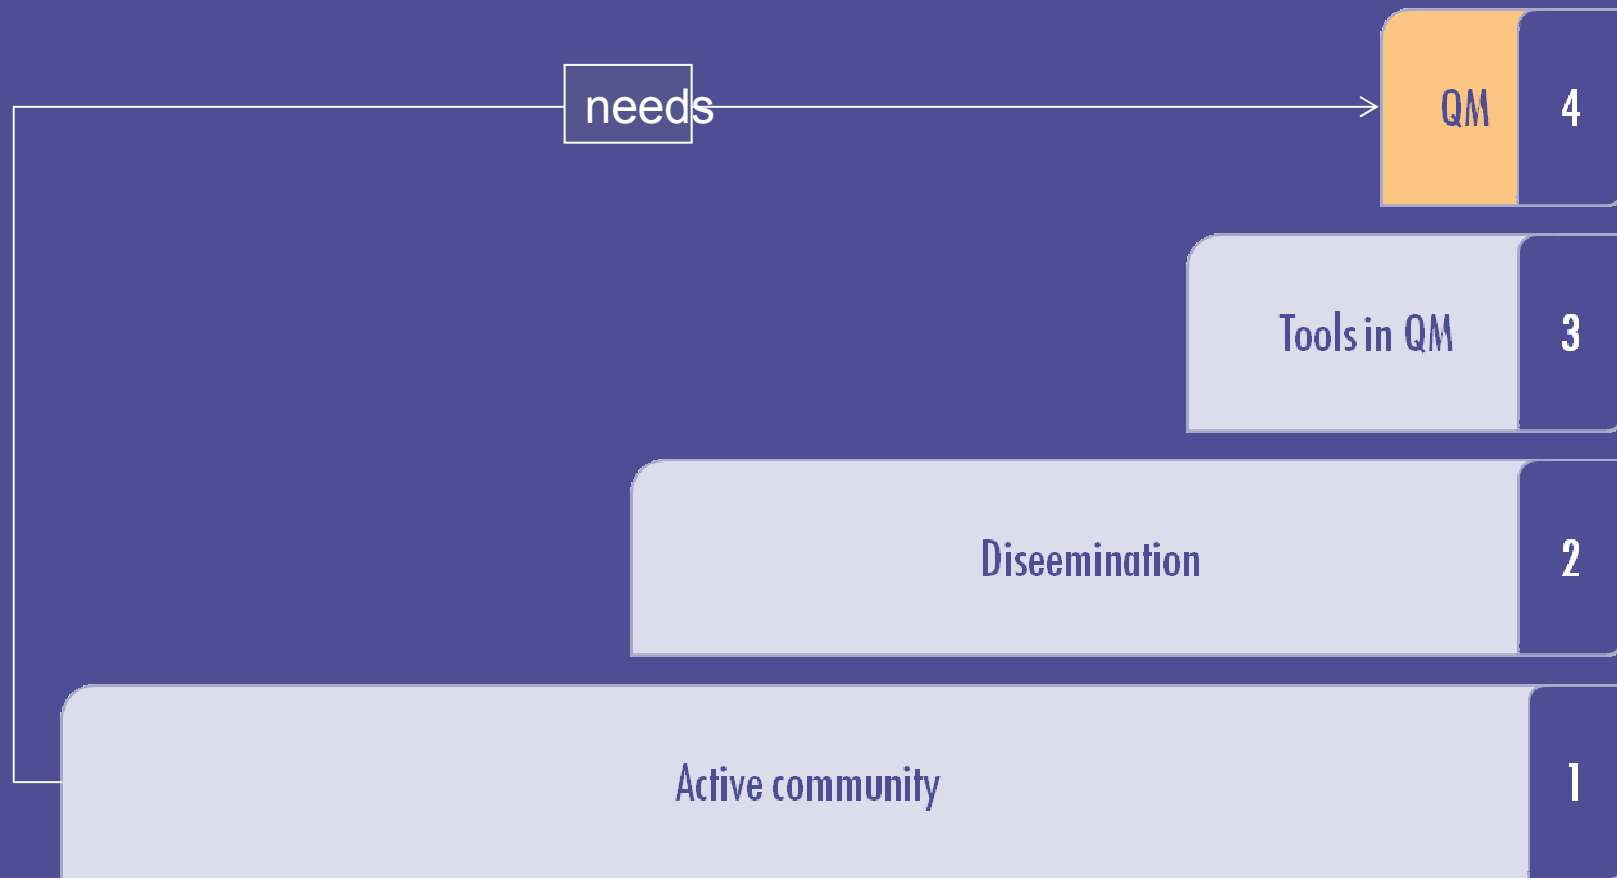 needs
QM
4
Tools in QM
3
Diseemination
2
Active community
1